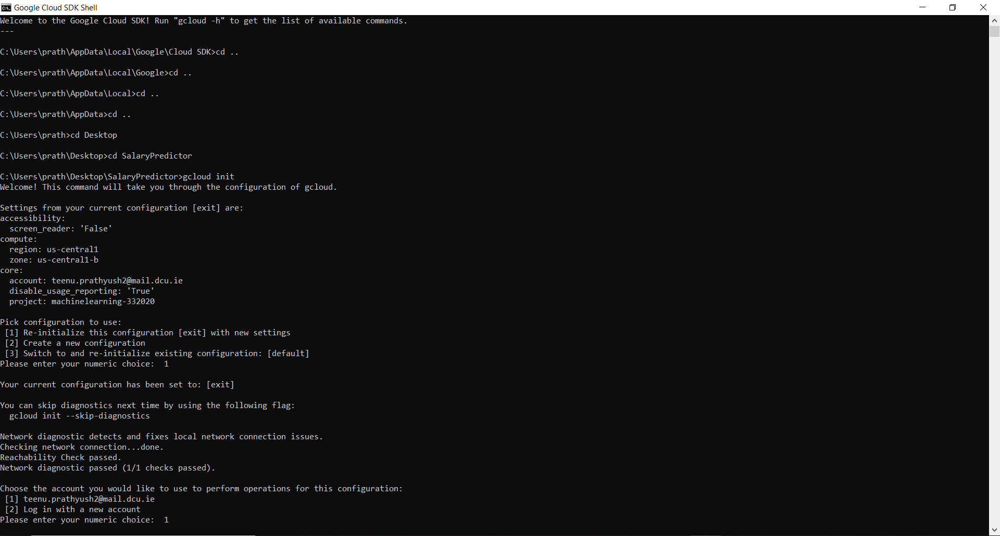 Google Cloud SDK Shell
Welcome to the Google Cloud SDK! Run "gcloud -h" to get the list of available commands.
---
C:\Users\prath\AppData\Local\Google\Cloud SDK>cd ..
C:\Users\prath\AppData\Local\Google>cd ..
C:\Users\prath\AppData\Local>cd ..
C:\Users\prath\AppData>cd ..
C:\Users\prath>cd Desktop
C:\Users\prath\Desktop>cd SalaryPredictor
C:\Users\prath\Desktop\SalaryPredictor>gcloud init
Welcome! This command will take you through the configuration of gcloud.
Settings from your current configuration [exit] are:
accessibility:
  screen_reader: 'False'
compute:
  region: us-central1
  zone: us-central1-b
core:
  account: teenu.prathyush2@mail.dcu.ie
  disable_usage_reporting: 'True'
  project: machinelearning-332020
Pick configuration to use:
 [1] Re-initialize this configuration [exit] with new settings
 [2] Create a new configuration
 [3] Switch to and re-initialize existing configuration: [default]
Please enter your numeric choice:  1
Your current configuration has been set to: [exit]
You can skip diagnostics next time by using the following flag:
  gcloud init --skip-diagnostics
Network diagnostic detects and fixes local network connection issues.
Checking network connection...done.
Reachability Check passed.
Network diagnostic passed (1/1 checks passed).
Choose the account you would like to use to perform operations for this configuration:
 [1] teenu.prathyush2@mail.dcu.ie
 [2] Log in with a new account
Please enter your numeric choice:  1